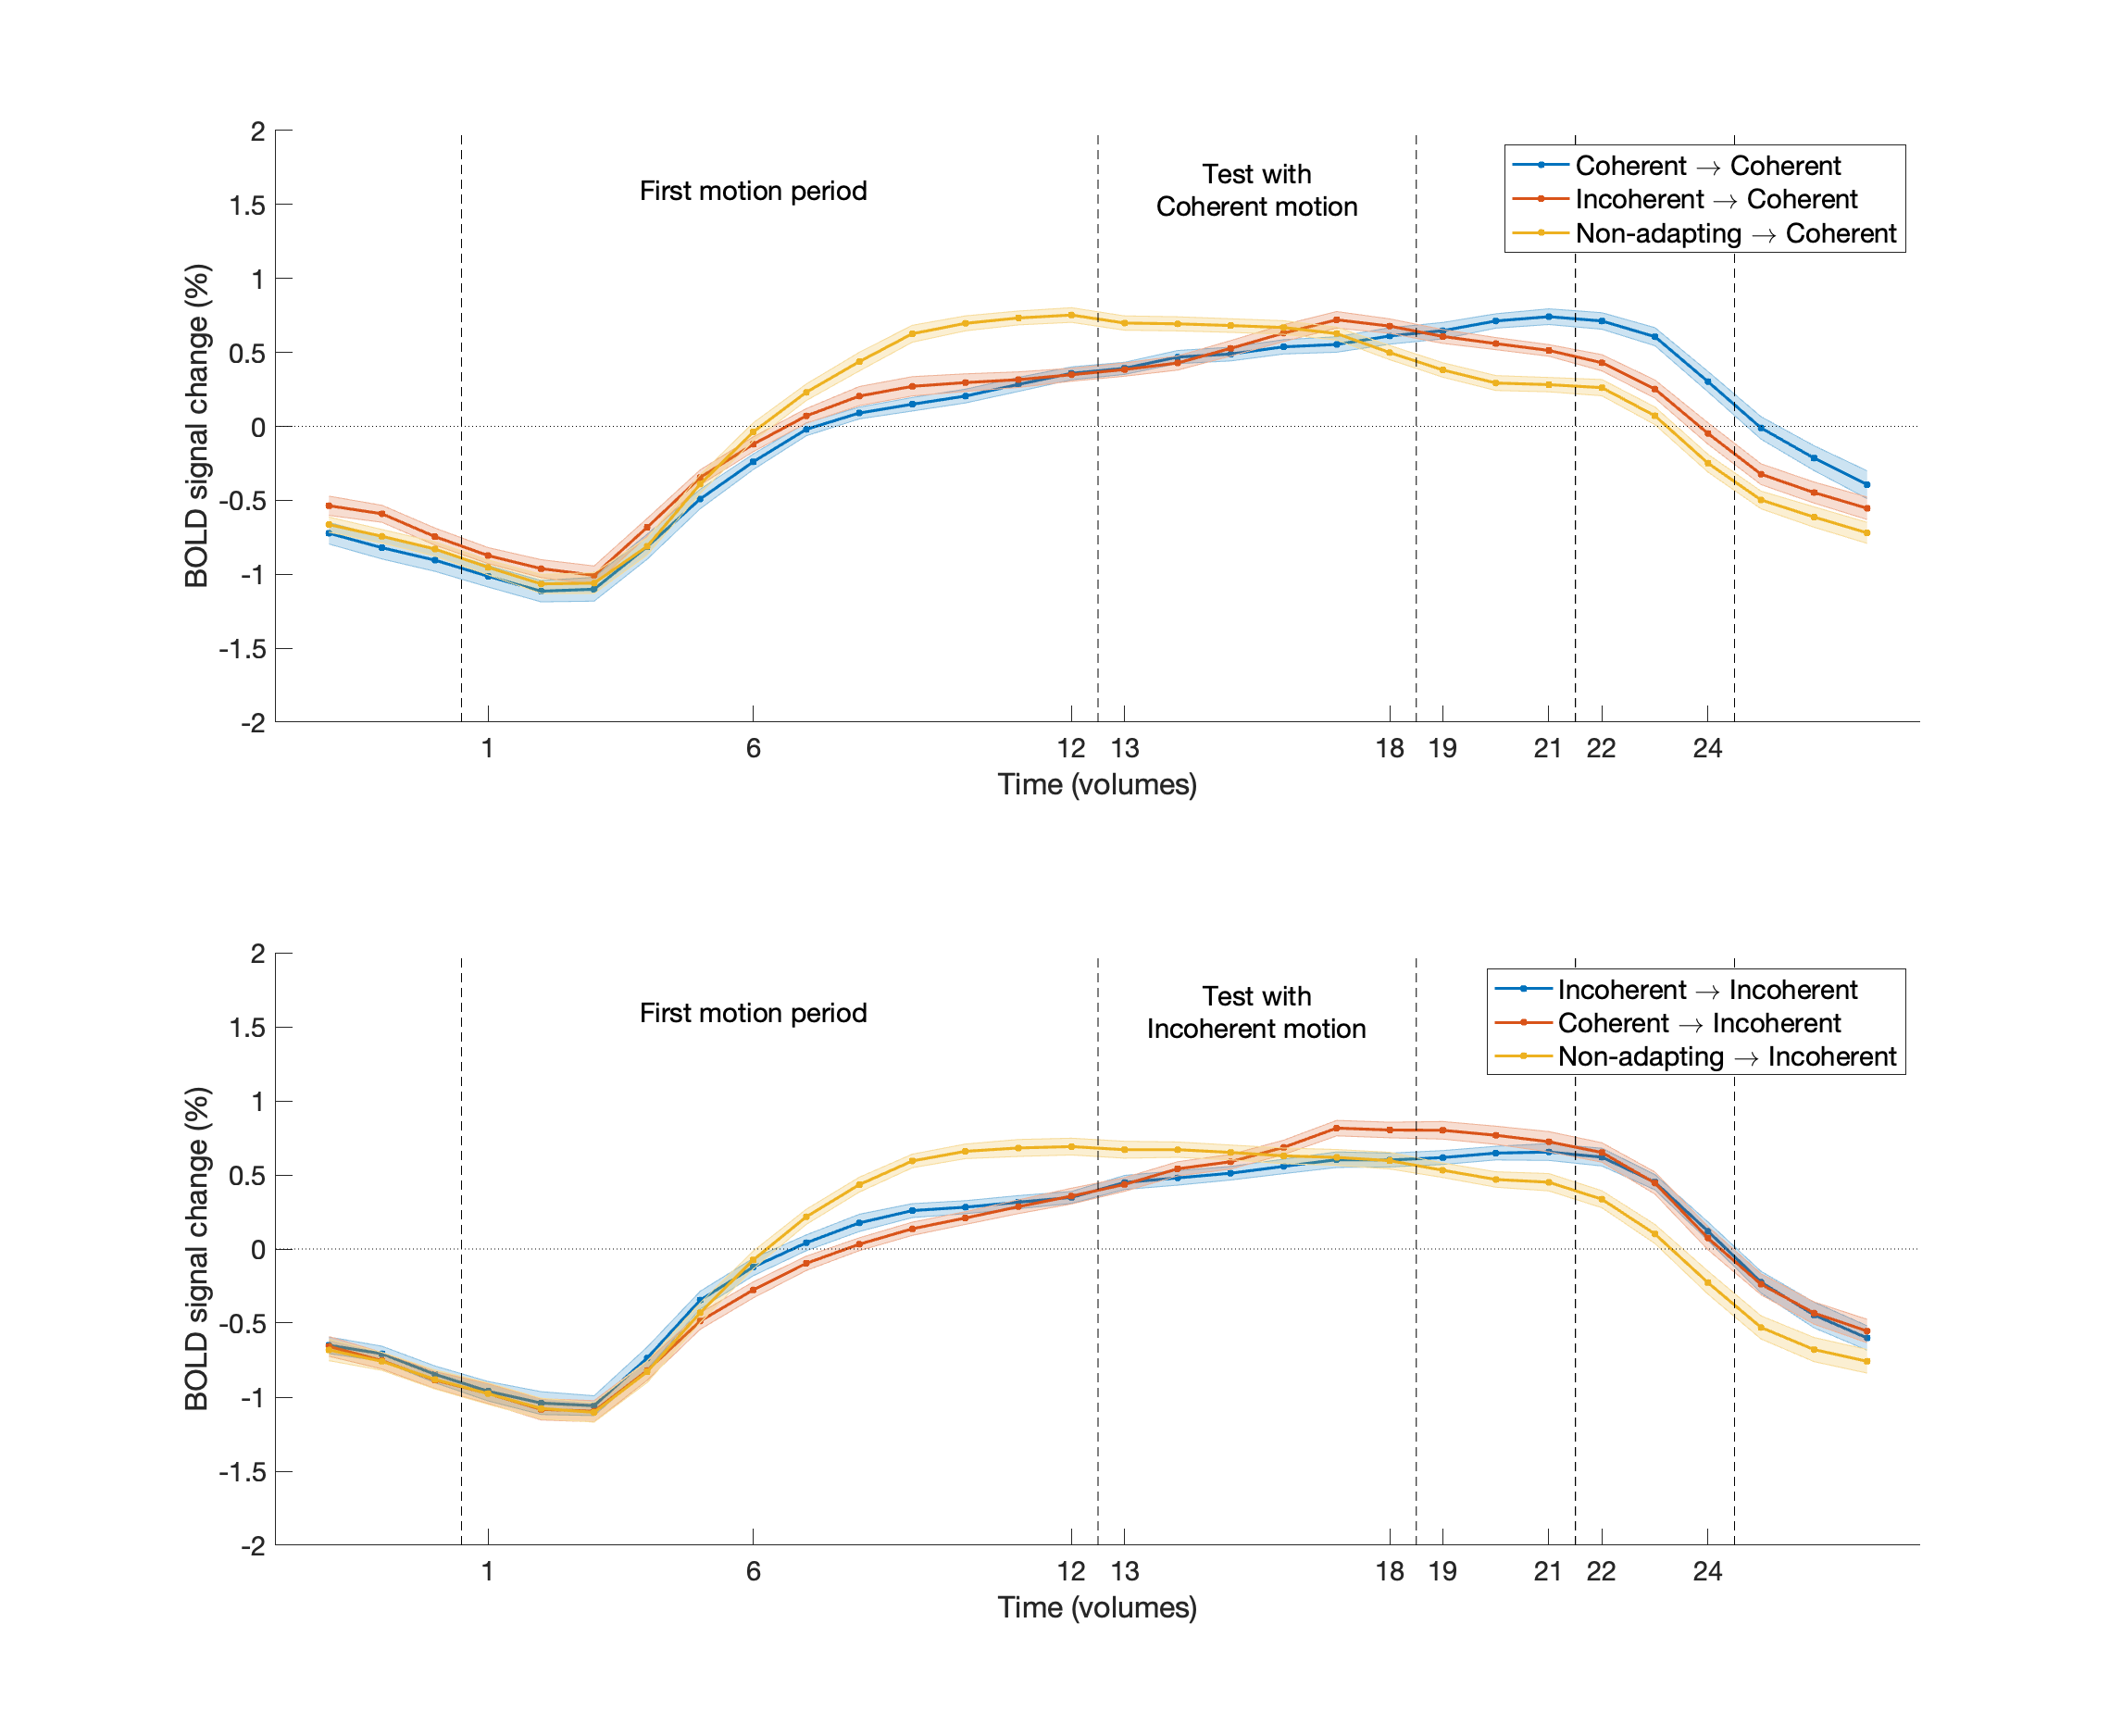 2
1.5
1
0.5
0
-0.5
-1
-1.5
-2
BOLD signal change (%)
First motion period
Test with
Coherent motion
Coherent → Coherent
Incoherent → Coherent
Non-adapting → Coherent
1 6 12 13 18 19 21 22 24
Time (volumes)
2
1.5
1
0.5
0
-0.5
-1
-1.5
-2
BOLD signal change (%)
First motion period
Test with
Incoherent motion
Incoherent → Incoherent
Coherent → Incoherent
Non-adapting → Incoherent
1 6 12 13 18 19 21 22 24
Time (volumes)